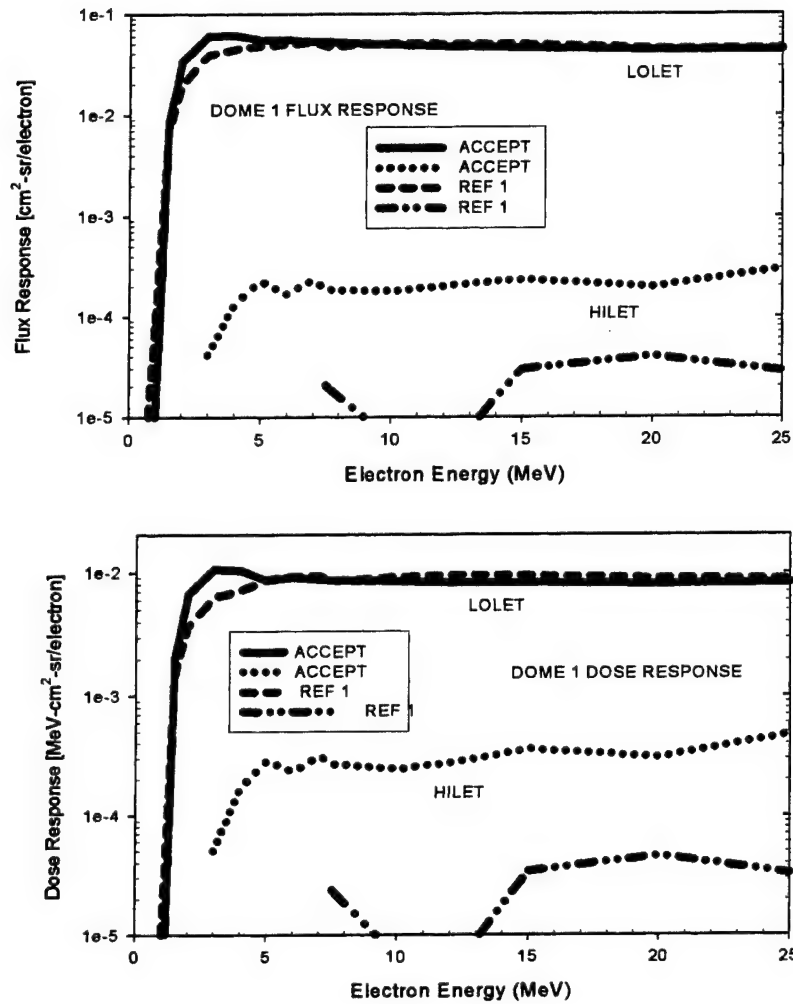 1e-1
LOLET
DOME 1 FLUX RESPONSE
1e-2
ACCEPT
ACCEPT
REF 1
REF 1
Flux Response [cm²-sr/electron]
1e-3
1e-4
HILET
1e-5
0 5 10 15 20 25
Electron Energy (MeV)
1e-2
LOLET
ACCEPT
ACCEPT
REF 1
REF 1
DOME 1 DOSE RESPONSE
Dose Response [MeV-cm²-sr/electron]
1e-3
HILET
1e-4
1e-5
0 5 10 15 20 25
Electron Energy (MeV)